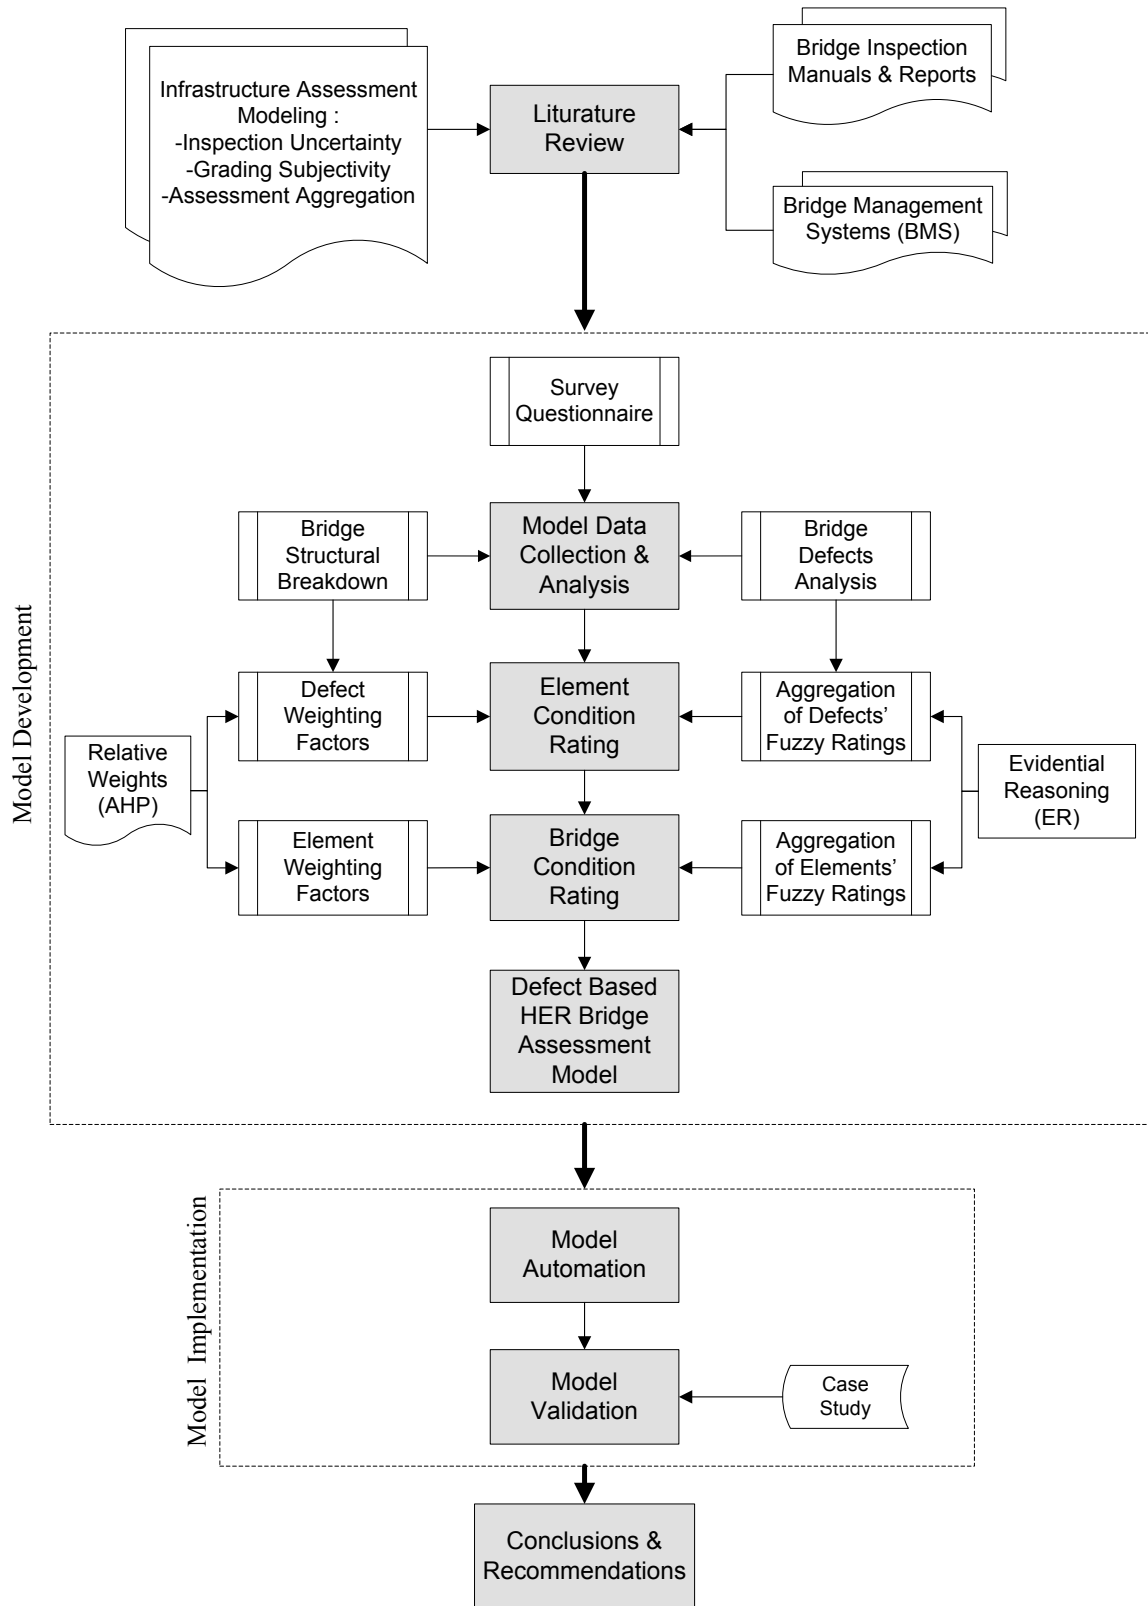 Infrastructure Assessment
Modeling :
-Inspection Uncertainty
-Grading Subjectivity
-Assessment Aggregation
Liturature
Review
Bridge Inspection
Manuals & Reports
Bridge Management
Systems (BMS)
Model Development
Survey
Questionnaire
Bridge
Structural
Breakdown
Model Data
Collection &
Analysis
Bridge
Defects
Analysis
Relative
Weights
(AHP)
Defect
Weighting
Factors
Element
Condition
Rating
Aggregation
of Defects’
Fuzzy Ratings
Evidential
Reasoning
(ER)
Element
Weighting
Factors
Bridge
Condition
Rating
Aggregation
of Elements’
Fuzzy Ratings
Defect Based
HER Bridge
Assessment
Model
Model Implementation
Model
Automation
Model
Validation
Case
Study
Conclusions &
Recommendations